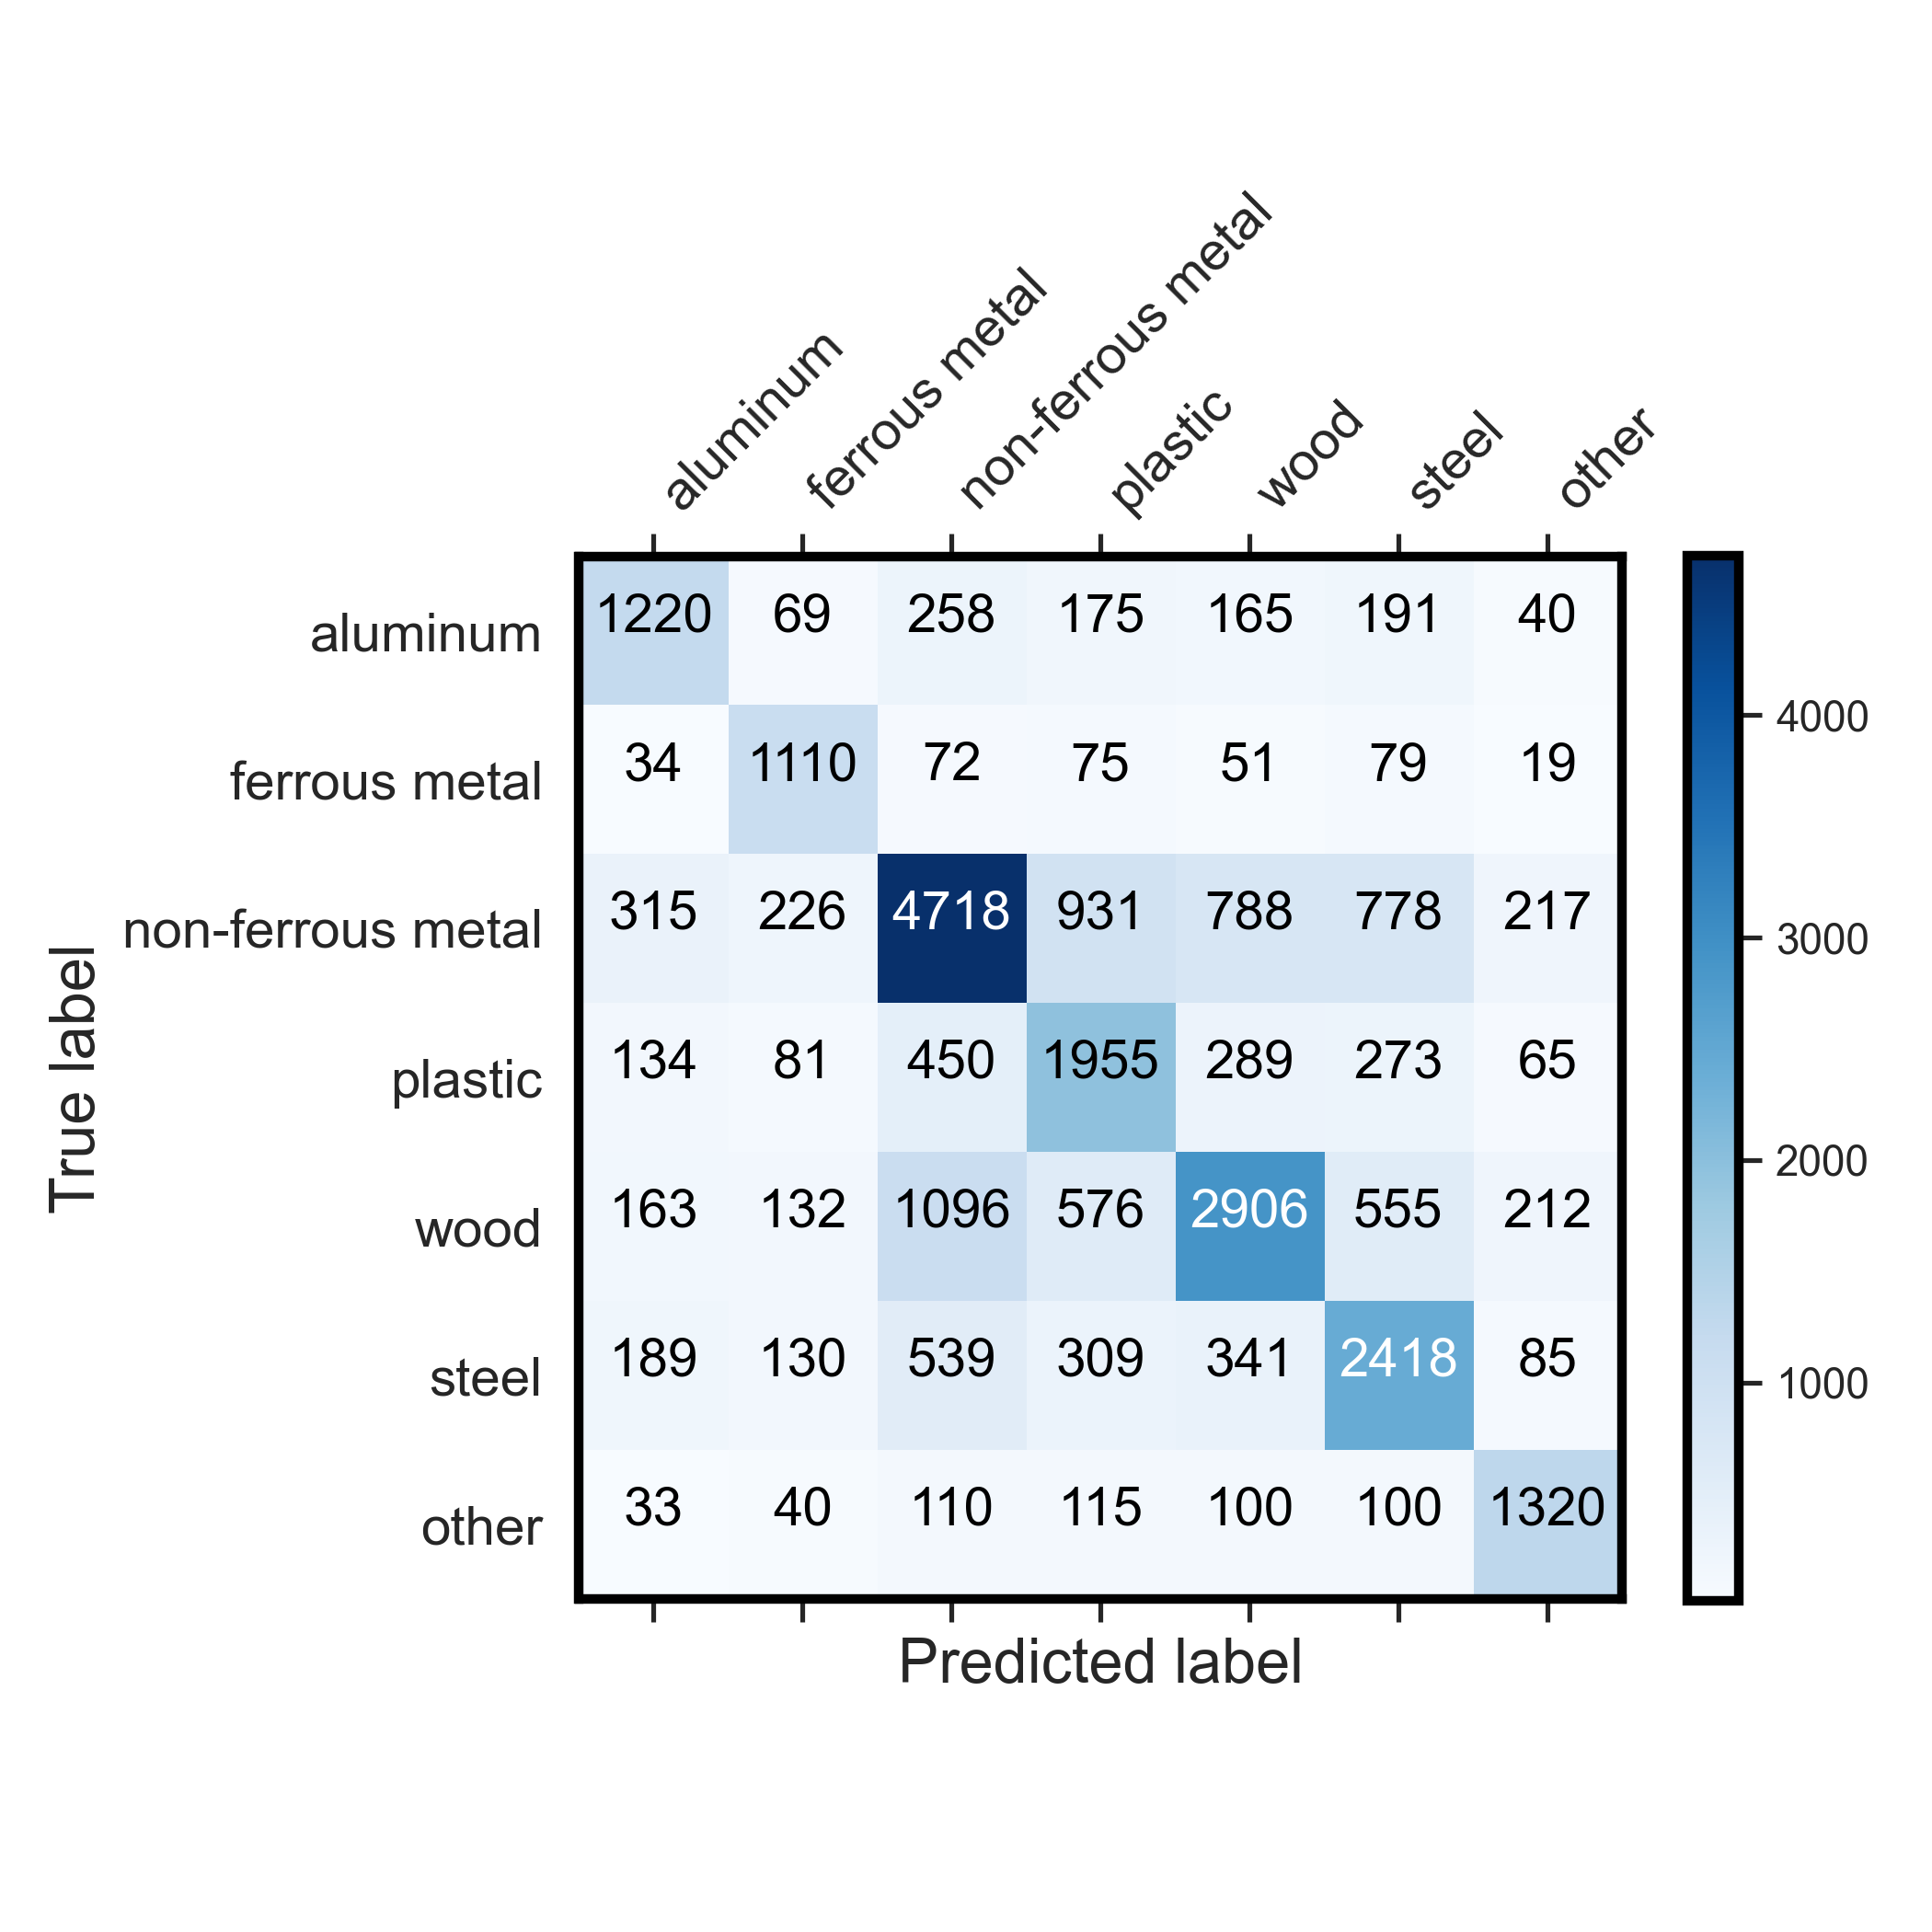 aluminum
ferrous metal
non-ferrous metal
plastic
wood
steel
other
aluminum 1220 69 258 175 165 191 40
ferrous metal 34 1110 72 75 51 79 19
non-ferrous metal 315 226 4718 931 788 778 217
plastic 134 81 450 1955 289 273 65
wood 163 132 1096 576 2906 555 212
steel 189 130 539 309 341 2418 85
other 33 40 110 115 100 100 1320
True label
Predicted label
4000
3000
2000
1000